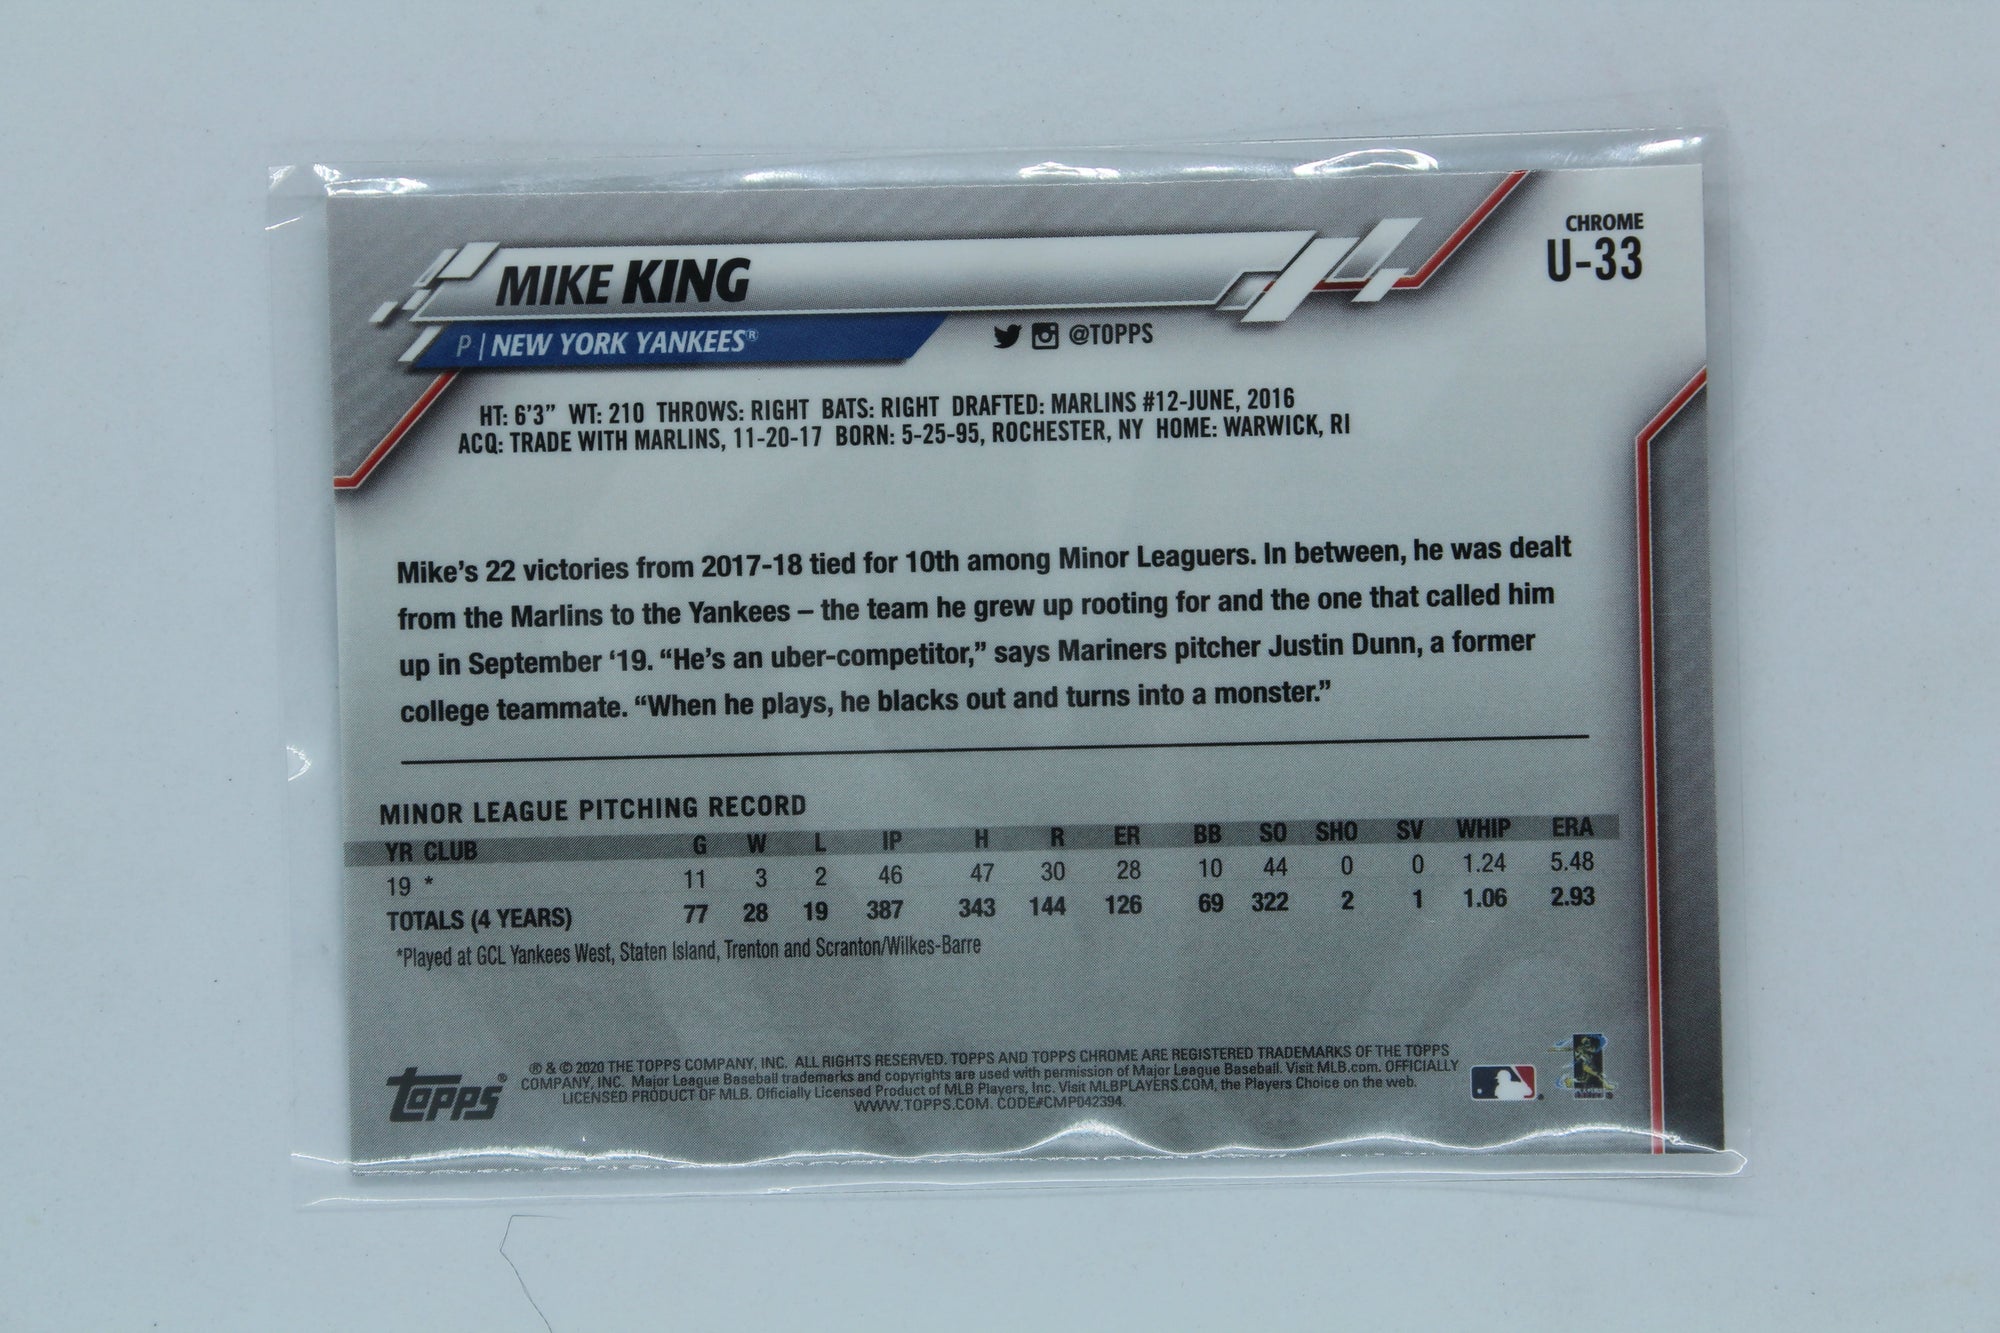 CHROME
U-33
MIKE KING
P | NEW YORK YANKEES®
@TOPPS
HT: 6'3” WT: 210 THROWS: RIGHT BATS: RIGHT DRAFTED: MARLINS #12-JUNE, 2016
ACQ: TRADE WITH MARLINS, 11-20-17 BORN: 5-25-95, ROCHESTER, NY HOME: WARWICK, RI
Mike’s 22 victories from 2017-18 tied for 10th among Minor Leaguers. In between, he was dealt
from the Marlins to the Yankees – the team he grew up rooting for and the one that called him
up in September ‘19. “He’s an uber-competitor,” says Mariners pitcher Justin Dunn, a former
college teammate. “When he plays, he blacks out and turns into a monster.”
MINOR LEAGUE PITCHING RECORD
YR CLUB G W L IP H R ER BB SO SHO SV WHIP ERA
19 * 11 3 2 46 47 30 28 10 44 0 0 1.24 5.48
TOTALS (4 YEARS) 77 28 19 387 343 144 126 69 322 2 1 1.06 2.93
*Played at GCL Yankees West, Staten Island, Trenton and Scranton/Wilkes-Barre
Topps®
® & © 2020 THE TOPPS COMPANY, INC. ALL RIGHTS RESERVED. TOPPS AND TOPPS CHROME ARE REGISTERED TRADEMARKS OF THE TOPPS
COMPANY, INC. Major League Baseball trademarks and copyrights are used with permission of Major League Baseball. Visit MLB.com. OFFICIALLY
LICENSED PRODUCT OF MLB. Officially Licensed Product of MLB Players, Inc. Visit MLBPLAYERS.COM, the Players Choice on the web.
WWW.TOPPS.COM. CODE#CMP042394.